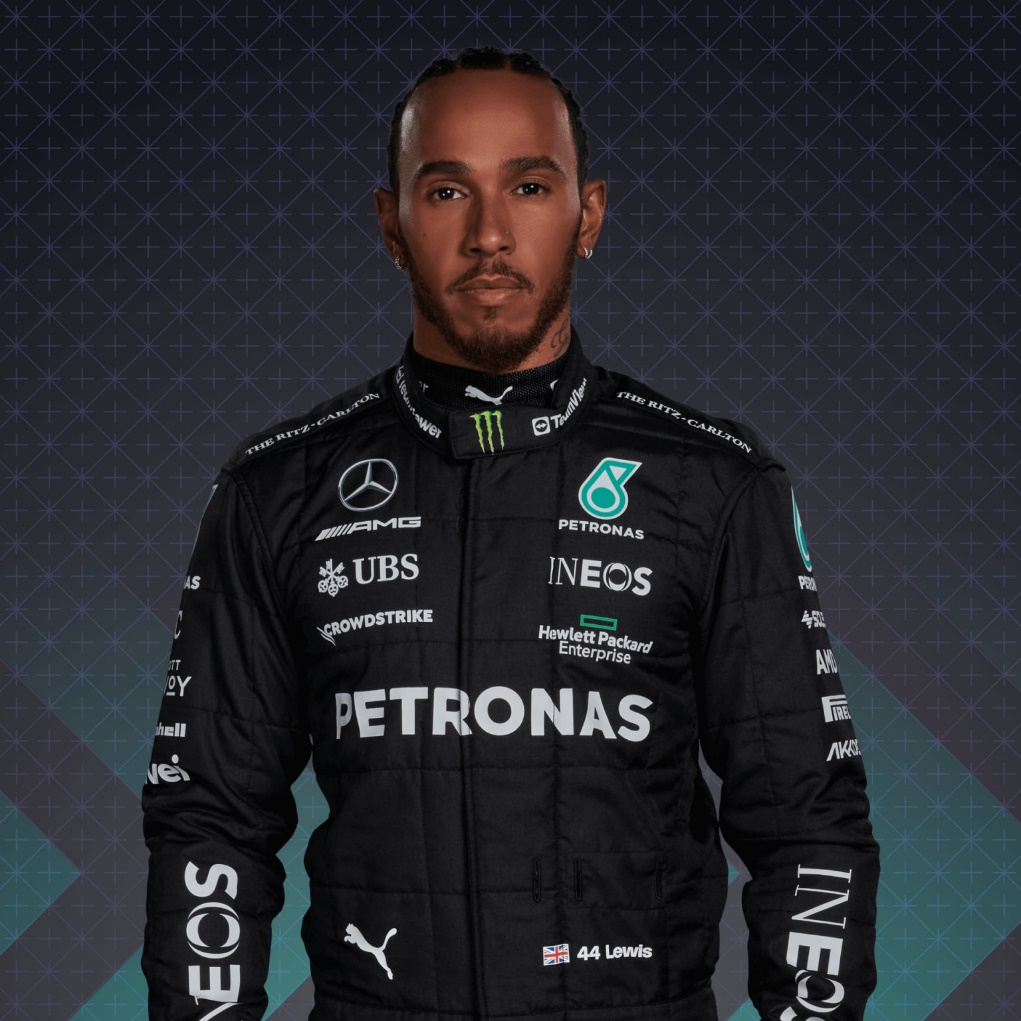 THE RITZ-CARLTON
TeamViewer
THE RITZ-CARLTON
AMG
PETRONAS
UBS
INEOS
CROWDSTRIKE
Hewlett Packard
Enterprise
AMD
PETRONAS
INEOS
INEOS
44 Lewis